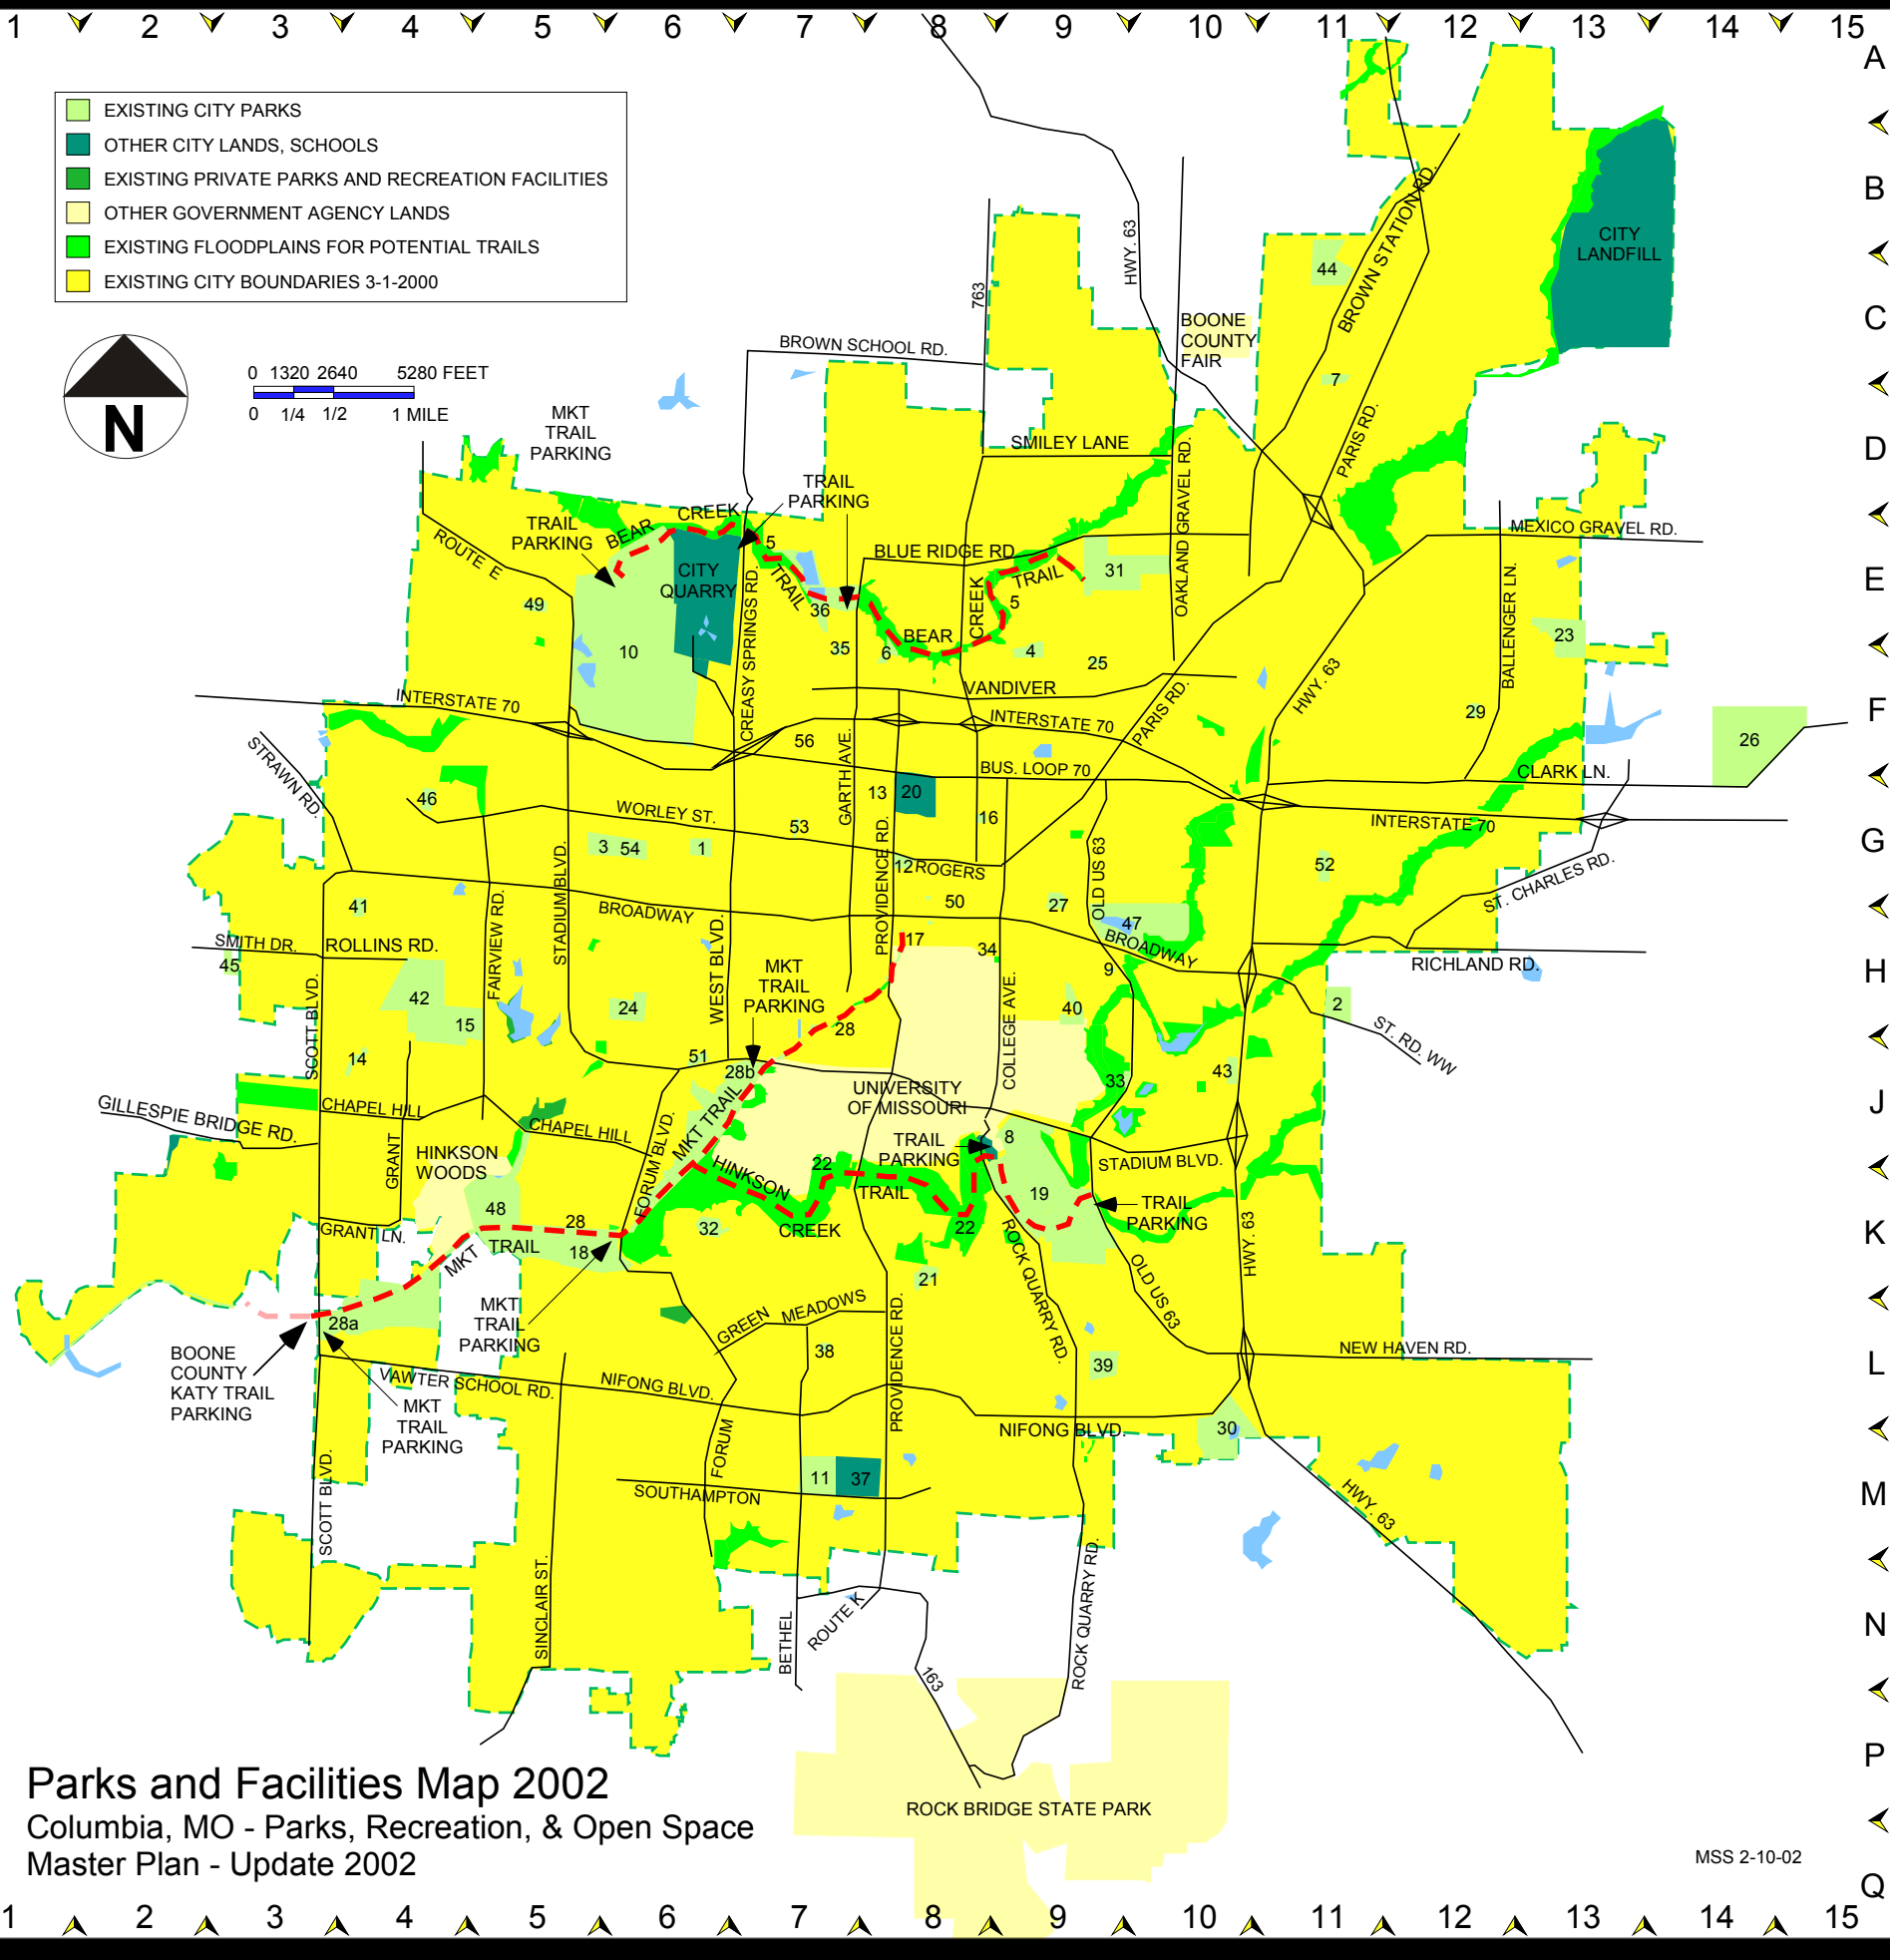 1 2 3 4 5 6 7 8 9 10 11 12 13 14 15
A
B
C
D
E
F
G
H
J
K
L
M
N
P
Q
EXISTING CITY PARKS
OTHER CITY LANDS, SCHOOLS
EXISTING PRIVATE PARKS AND RECREATION FACILITIES
OTHER GOVERNMENT AGENCY LANDS
EXISTING FLOODPLAINS FOR POTENTIAL TRAILS
EXISTING CITY BOUNDARIES 3-1-2000
N
0 1320 2640 5280 FEET
0 1/4 1/2 1 MILE
HWY. 63
763
BROWN STATION RD.
CITY
LANDFILL
44
BOONE
COUNTY
FAIR
BROWN SCHOOL RD.
7
PARIS RD.
MKT
TRAIL
PARKING
SMILEY LANE
OAKLAND GRAVEL RD.
TRAIL
PARKING
TRAIL
PARKING
BEAR
CREEK
5
TRAIL
ROUTE E
CITY
QUARRY
BLUE RIDGE RD
MEXICO GRAVEL RD.
31
TRAIL
5
CREEK
BEAR
36
35
6
4
25
49
10
CREASY SPRINGS RD.
BALLENGER LN.
23
VANDIVER
INTERSTATE 70
INTERSTATE 70
HWY. 63
PARIS RD.
29
26
STRAWN RD.
56
GARTH AVE.
BUS. LOOP 70
CLARK LN.
46
13
20
WORLEY ST.
53
16
INTERSTATE 70
3
54
1
12
ROGERS
52
ST. CHARLES RD.
STADIUM BLVD.
PROVIDENCE RD.
OLD US 63
41
BROADWAY
50
27
47
FAIRVIEW RD.
WEST BLVD.
SMITH DR.
ROLLINS RD.
17
34
BROADWAY
45
RICHLAND RD.
MKT
TRAIL
PARKING
9
42
15
24
28
40
2
ST. RD. WW
SCOTT BLVD.
COLLEGE AVE.
14
51
28b
43
33
UNIVERSITY
OF MISSOURI
CHAPEL HILL
GILLESPIE BRIDGE RD.
CHAPEL HILL
MKT TRAIL
FORUM BLVD.
GRANT
HINKSON
WOODS
TRAIL
PARKING
8
STADIUM BLVD.
HINKSON
22
TRAIL
19
TRAIL
PARKING
48
28
32
CREEK
22
GRANT LN.
TRAIL
18
MKT
ROCK QUARRY RD.
HWY. 63
OLD US 63
21
28a
MKT
TRAIL
PARKING
GREEN
MEADOWS
PROVIDENCE RD.
BOONE
COUNTY
KATY TRAIL
PARKING
38
39
NEW HAVEN RD.
VAWTER SCHOOL RD.
NIFONG BLVD.
MKT
TRAIL
PARKING
NIFONG BLVD.
30
FORUM
11
37
SOUTHAMPTON
HWY. 63
SCOTT BLVD.
SINCLAIR ST.
BETHEL
ROUTE K
ROCK QUARRY RD.
163
ROCK BRIDGE STATE PARK
Parks and Facilities Map 2002
Columbia, MO - Parks, Recreation, & Open Space
Master Plan - Update 2002
MSS 2-10-02
1 2 3 4 5 6 7 8 9 10 11 12 13 14 15